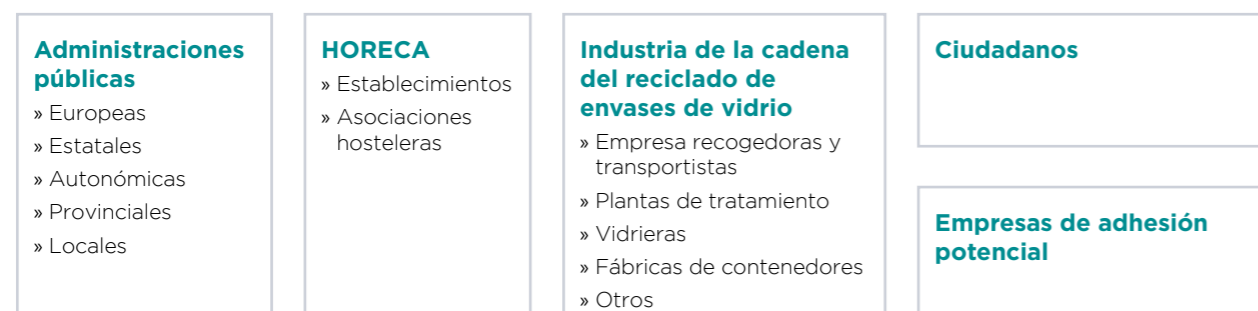 Administraciones
públicas
» Europeas
» Estatales
» Autonómicas
» Provinciales
» Locales
HORECA
» Establecimientos
» Asociaciones
hosteleras
Industria de la cadena
del reciclado de
envases de vidrio
» Empresa recogedoras y
transportistas
» Plantas de tratamiento
» Vidrieras
» Fábricas de contenedores
» Otros
Ciudadanos
Empresas de adhesión
potencial